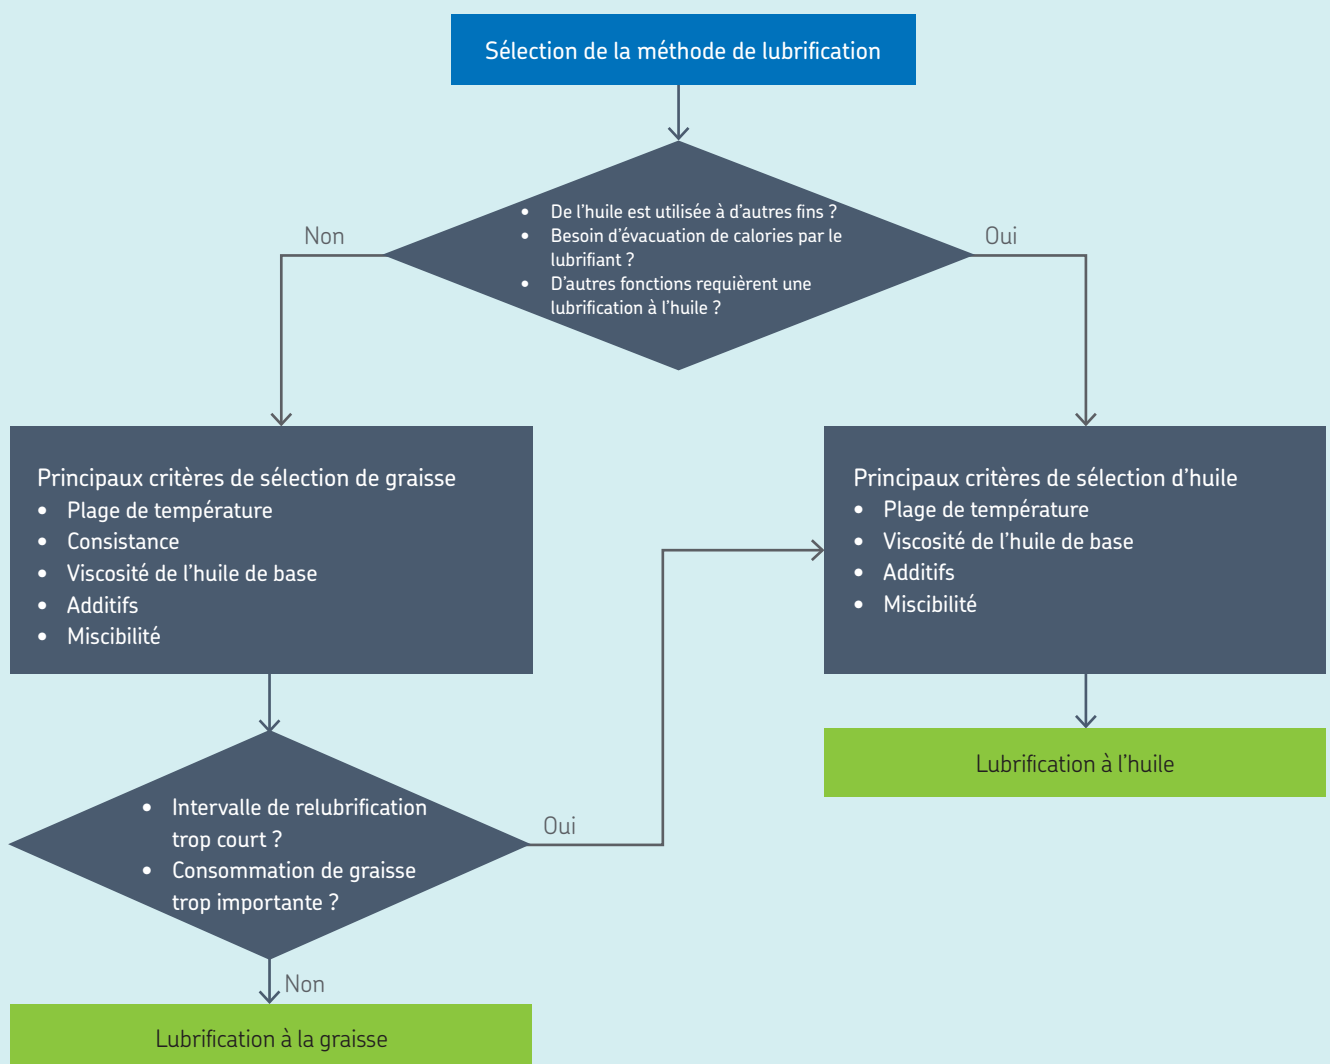 Sélection de la méthode de lubrification
• De l’huile est utilisée à d’autres fins ?
• Besoin d’évacuation de calories par le
lubrifiant ?
• D’autres fonctions requièrent une
lubrification à l’huile ?
Non
Oui
Principaux critères de sélection de graisse
• Plage de température
• Consistance
• Viscosité de l’huile de base
• Additifs
• Miscibilité
Principaux critères de sélection d’huile
• Plage de température
• Viscosité de l’huile de base
• Additifs
• Miscibilité
• Intervalle de relubrification
trop court ?
• Consommation de graisse
trop importante ?
Oui
Lubrification à l’huile
Non
Lubrification à la graisse